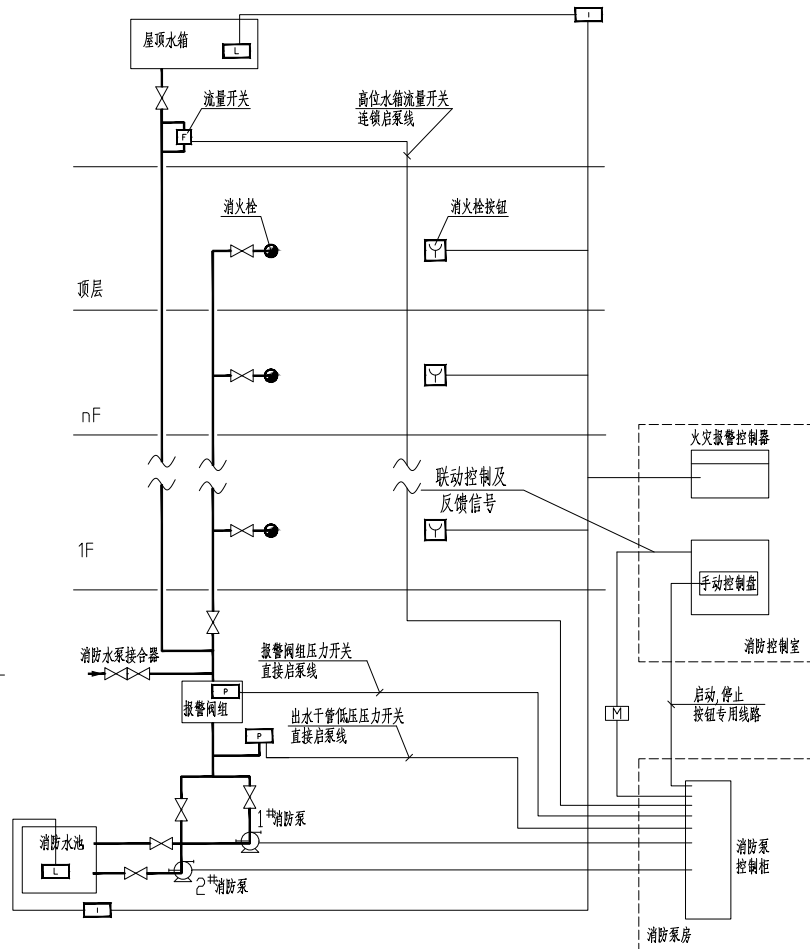 I
屋顶水箱
L
流量开关
F
高位水箱流量开关
连锁启泵线
消火栓
消火栓按钮
顶层
nF
火灾报警控制器
联动控制及
反馈信号
1F
手动控制盘
消防控制室
消防水泵接合器
报警阀组压力开关
直接启泵线
P
报警阀组
启动,停止
按钮专用线路
M
出水干管低压压力开关
直接启泵线
P
1#消防泵
消防水池
L
2#消防泵
消防泵
控制柜
I
消防泵房